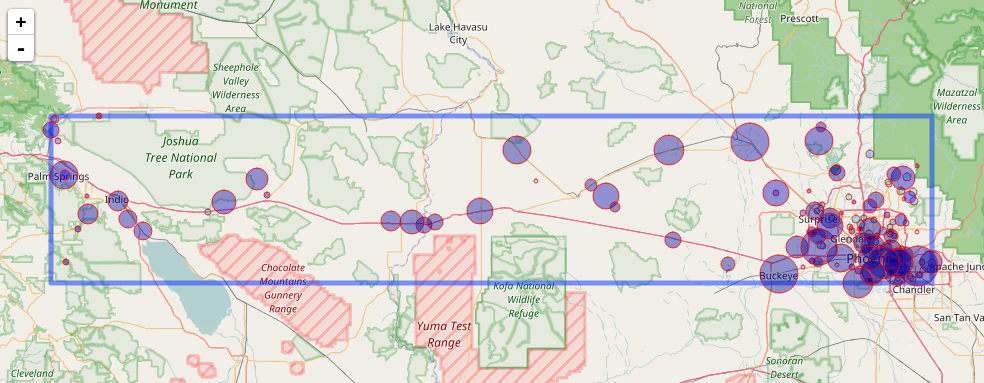 +
-
Lake Havasu
City
National
Forest
Prescott
Sheephole
Valley
Wilderness
Area
Mazatzal
Wilderness
Area
Joshua
Tree National
Park
Palm Springs
Indio
Surprise
Glendale
Phoenix
Buckeye
Apache Junc
Chandler
Chocolate
Mountains
Gunnery
Range
Kofa National
Wildlife
Refuge
Yuma Test
Range
San Tan Va
Sonoran
Desert
Cleveland